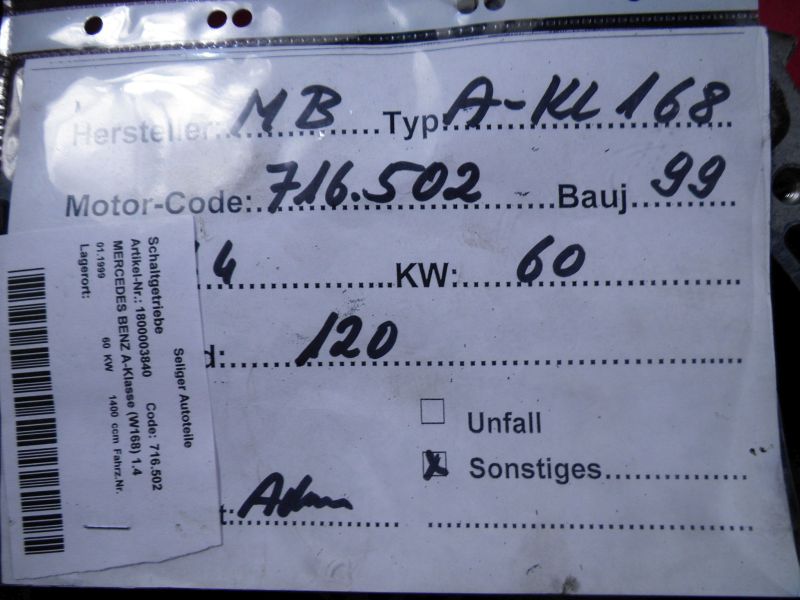 Hersteller: MB Typ A-KL 168
Motor-Code: 716.502 Bauj. 99
4 KW: 60
d: 120
Unfall
Sonstiges
t:
Seliger Autoteile
Schaltgetriebe
Artikel-Nr.: 1800003840 Code: 716.502
MERCEDES BENZ A-Klasse (W168) 1.4
01.1999 60 KW 1400 ccm Fahrz.Nr.
Lagerort: